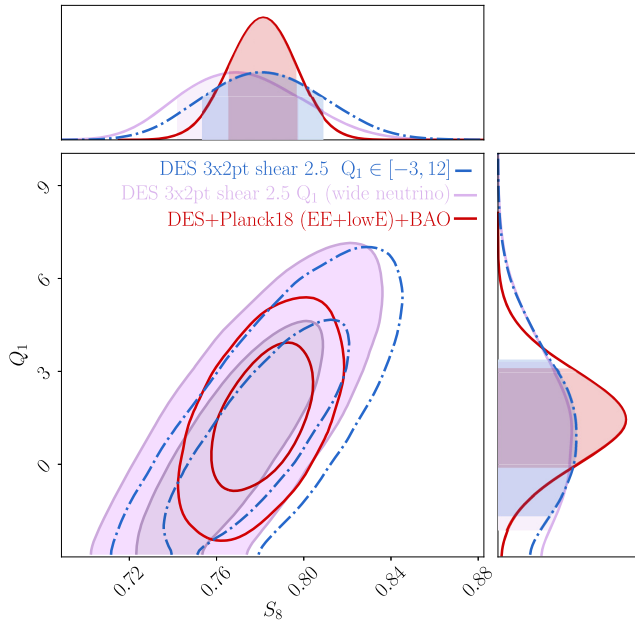 DES 3x2pt shear 2.5 Q₁ ∈ [−3, 12]
DES 3x2pt shear 2.5 Q₁ (wide neutrino)
DES+Planck18 (EE+lowE)+BAO
9
6
3
0
Q₁
0.72
0.76
0.80
0.84
0.88
S₈